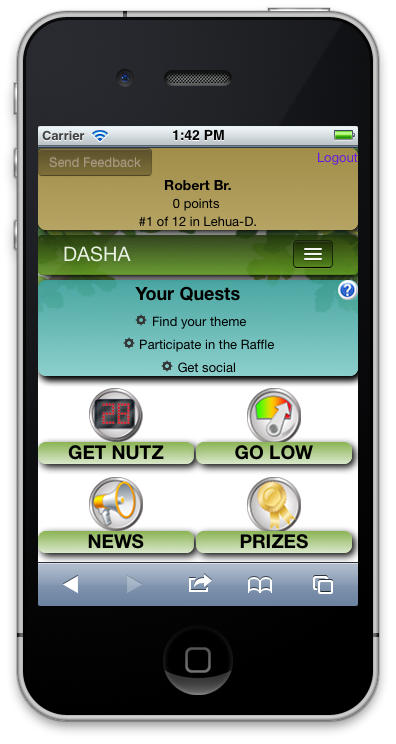 Carrier 1:42 PM
Send Feedback Logout
Robert Br.
0 points
#1 of 12 in Lehua-D.
DASHA
Your Quests ?
Find your theme
Participate in the Raffle
Get social
28
GET NUTZ GO LOW
NEWS PRIZES